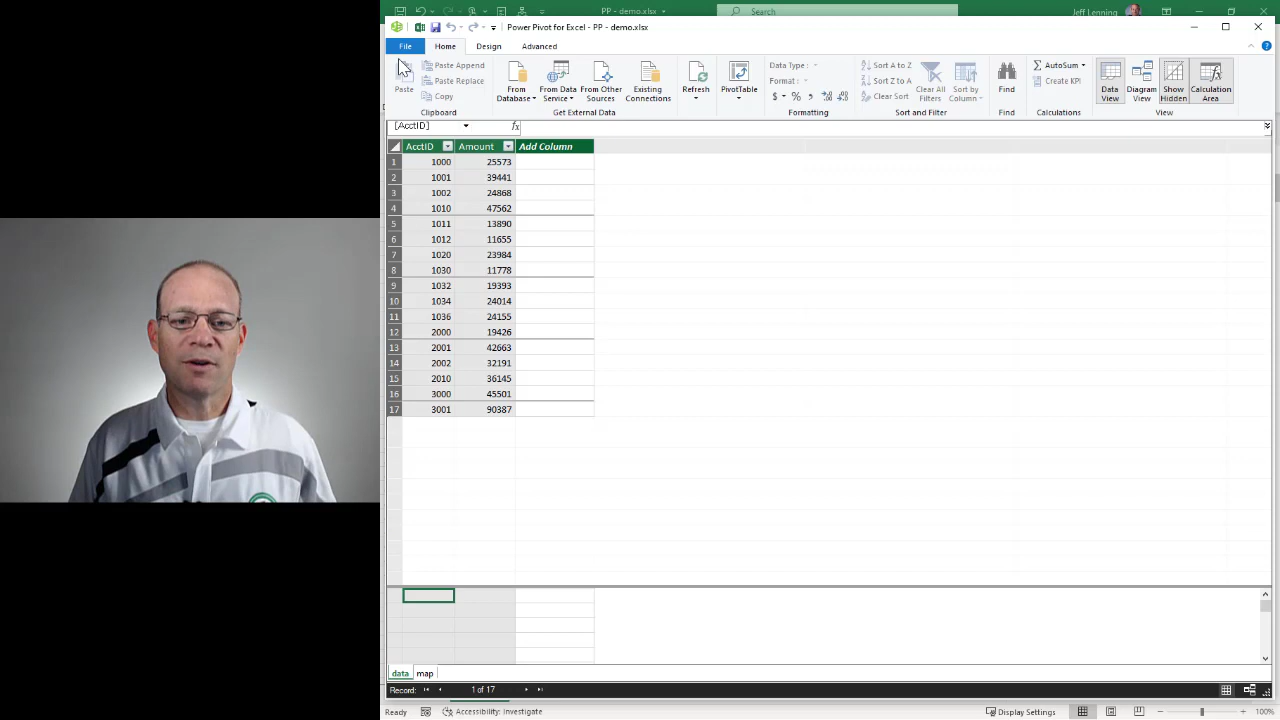 Search
Jeff Lenning
Power Pivot for Excel - PP - demo.xlsx
File Home Design Advanced
Paste
Paste Append
Paste Replace
Copy
Clipboard
From Database
From Data Service
From Other Sources
Existing Connections
Get External Data
Refresh
PivotTable
Data Type :
Format :
$ % ,
Formatting
Sort A to Z
Sort Z to A
Clear Sort
Clear All Filters
Sort by Column
Sort and Filter
Find
Find
AutoSum
Create KPI
Calculations
Data View
Diagram View
Show Hidden
Calculation Area
View
[AcctID] fx
AcctID Amount Add Column
1 1000 25573
2 1001 39441
3 1002 24868
4 1010 47562
5 1011 13890
6 1012 11655
7 1020 23984
8 1030 11778
9 1032 19393
10 1034 24014
11 1036 24155
12 2000 19426
13 2001 42663
14 2002 32191
15 2010 36145
16 3000 45501
17 3001 90387
data map
Record: 1 of 17
Ready Accessibility: Investigate Display Settings 100%